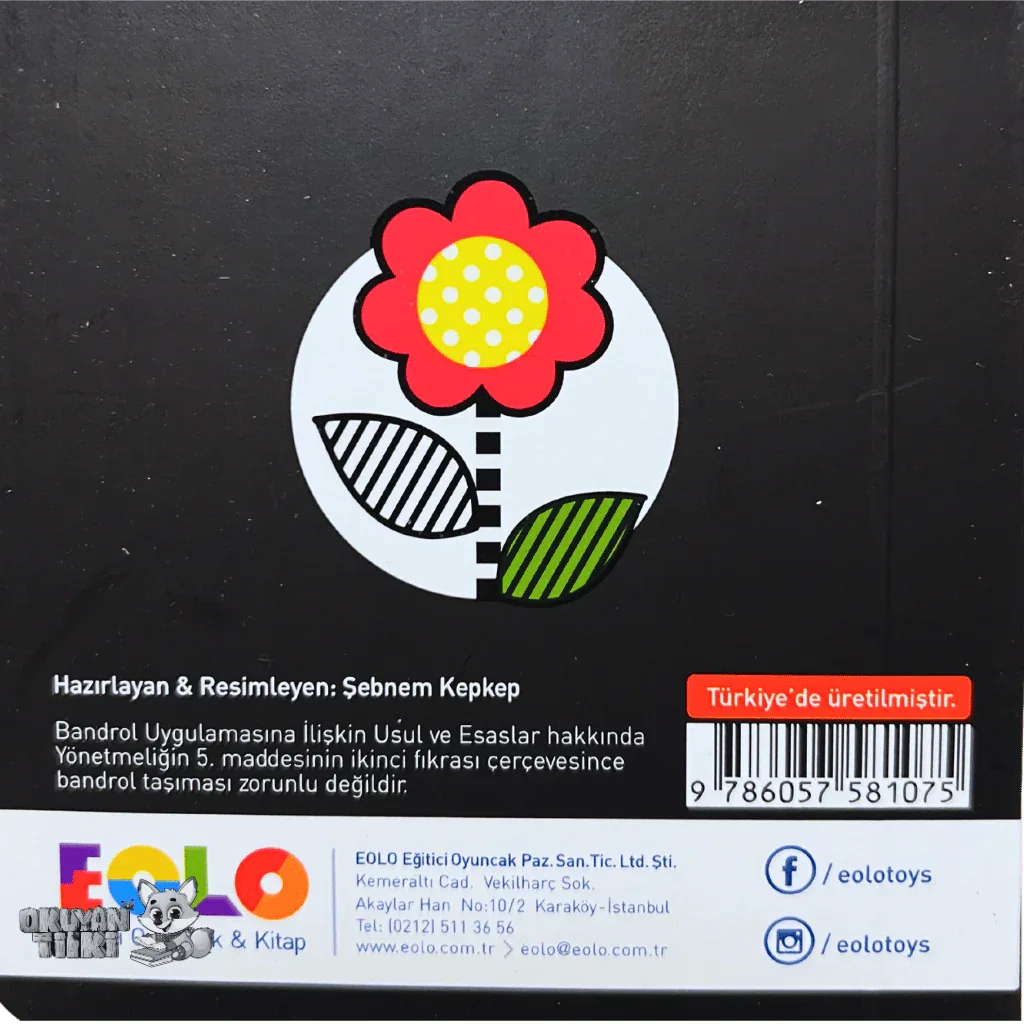 Hazırlayan & Resimleyen: Şebnem Kepkep
Bandrol Uygulamasına İlişkin Usul ve Esaslar hakkında
Yönetmeliğin 5. maddesinin ikinci fıkrası çerçevesince
bandrol taşıması zorunlu değildir.
Türkiye'de üretilmiştir.
9 786057 581075
EOLO
& Kitap
OKUYAN
TİLKİ
EOLO Eğitici Oyuncak Paz.San.Tic. Ltd. Şti.
Kemeraltı Cad. Vekilharç Sok.
Akaylar Han No:10/2 Karaköy-İstanbul
Tel: (0212) 511 36 56
www.eolo.com.tr > eolo@eolo.com.tr
/ eolotoys
/ eolotoys